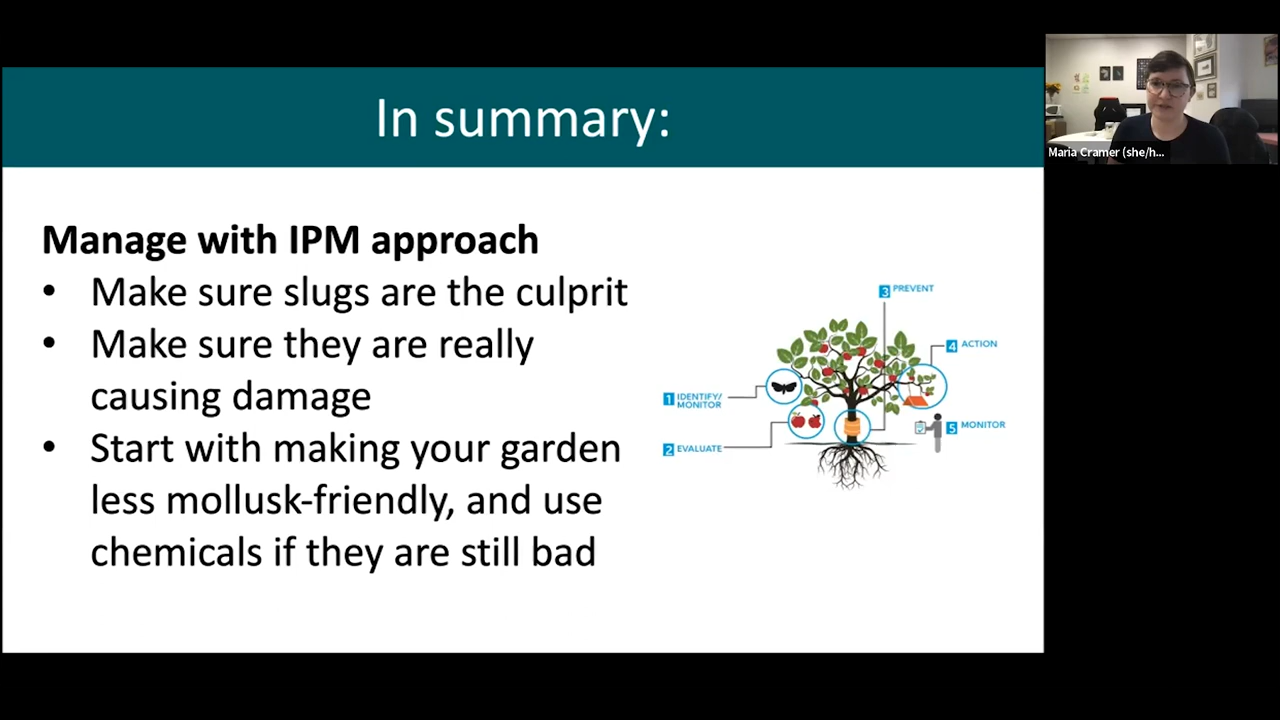 In summary:
Maria Cramer (she/h...
Manage with IPM approach
• Make sure slugs are the culprit
• Make sure they are really
causing damage
• Start with making your garden
less mollusk-friendly, and use
chemicals if they are still bad
3 PREVENT
4 ACTION
1 IDENTIFY/
MONITOR
2 EVALUATE
5 MONITOR